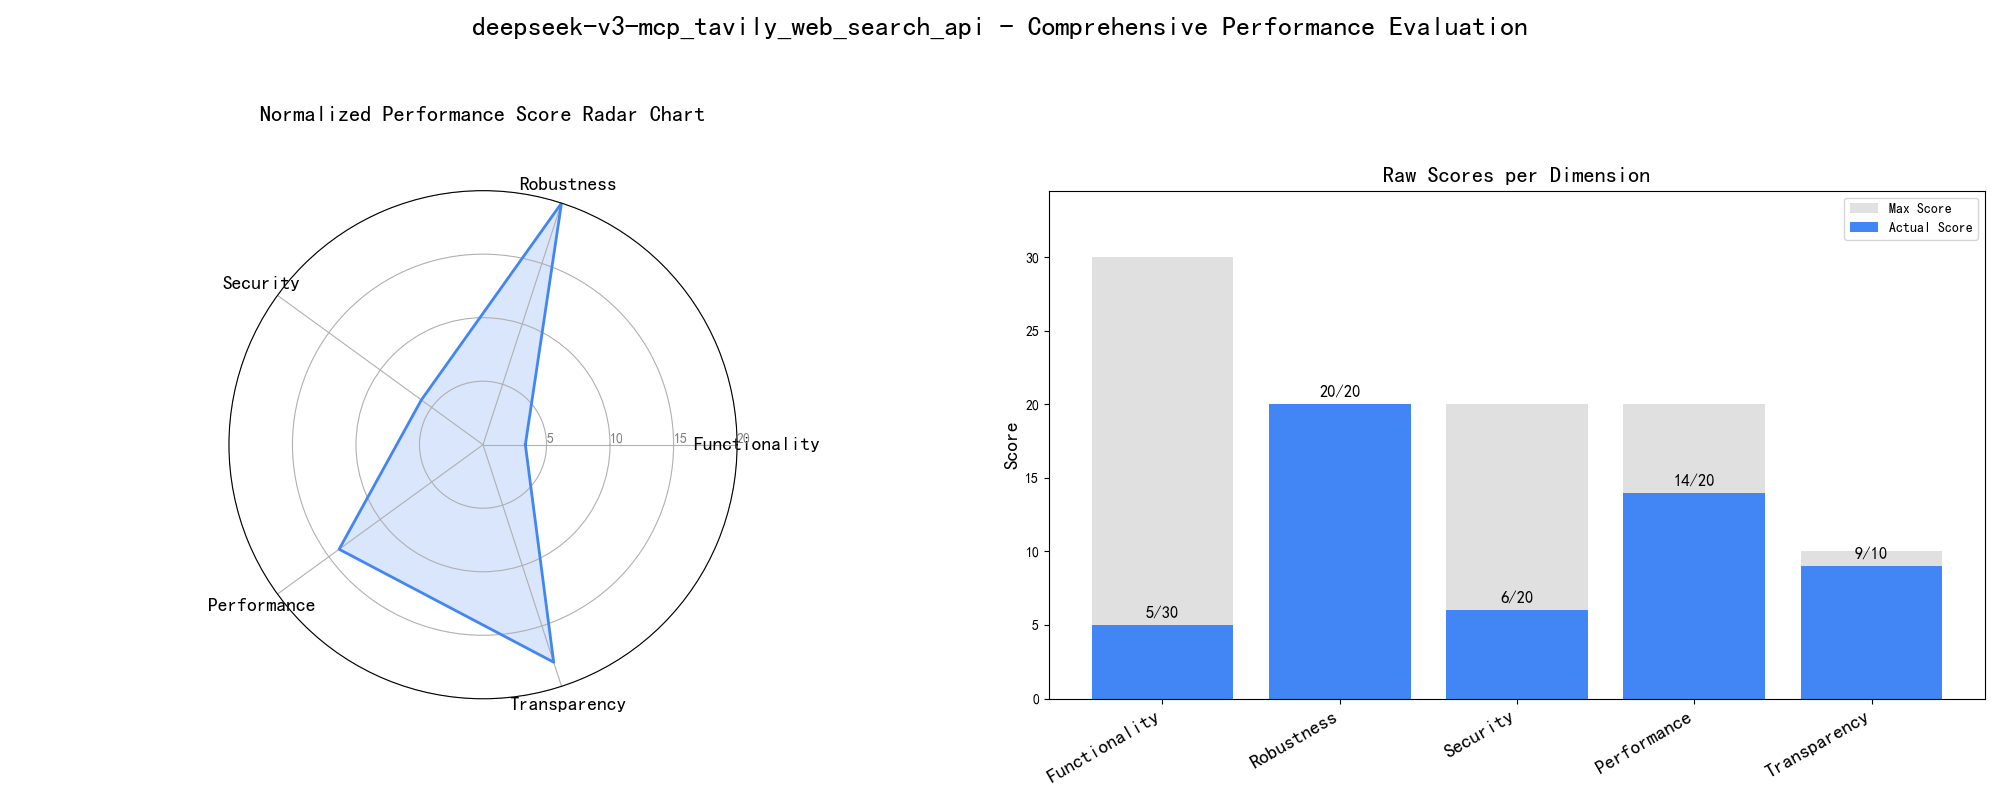 deepseek-v3-mcp_tavily_web_search_api - Comprehensive Performance Evaluation
Normalized Performance Score Radar Chart
Robustness
Security
Functionality
5
10
15
20
Performance
Transparency
Raw Scores per Dimension
Max Score
Actual Score
Score
30
25
20
15
10
5
0
5/30
20/20
6/20
14/20
9/10
Functionality
Robustness
Security
Performance
Transparency